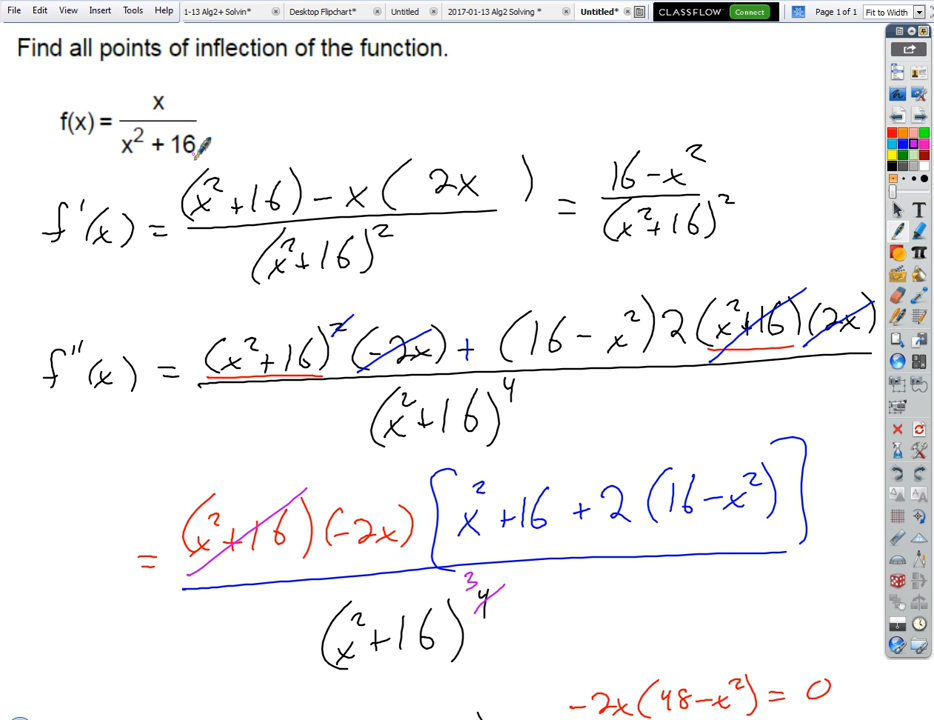 File Edit View Insert Tools Help 1-13 Alg2+ Solvin* Desktop Flipchart* Untitled 2017-01-13 Alg2 Solving * Untitled* CLASSFLOW Connect Page 1 of 1 Fit to Width
Find all points of inflection of the function.
f(x) = x / (x² + 16)
f'(x) = ((x²+16) - x(2x)) / (x²+16)² = (16-x²) / (x²+16)²
f''(x) = ((x²+16)²(-2x) + (16-x²)2(x²+16)(2x)) / (x²+16)⁴
= (x²+16)(-2x)[x²+16+2(16-x²)] / (x²+16)⁴ ³
-2x(48-x²) = 0